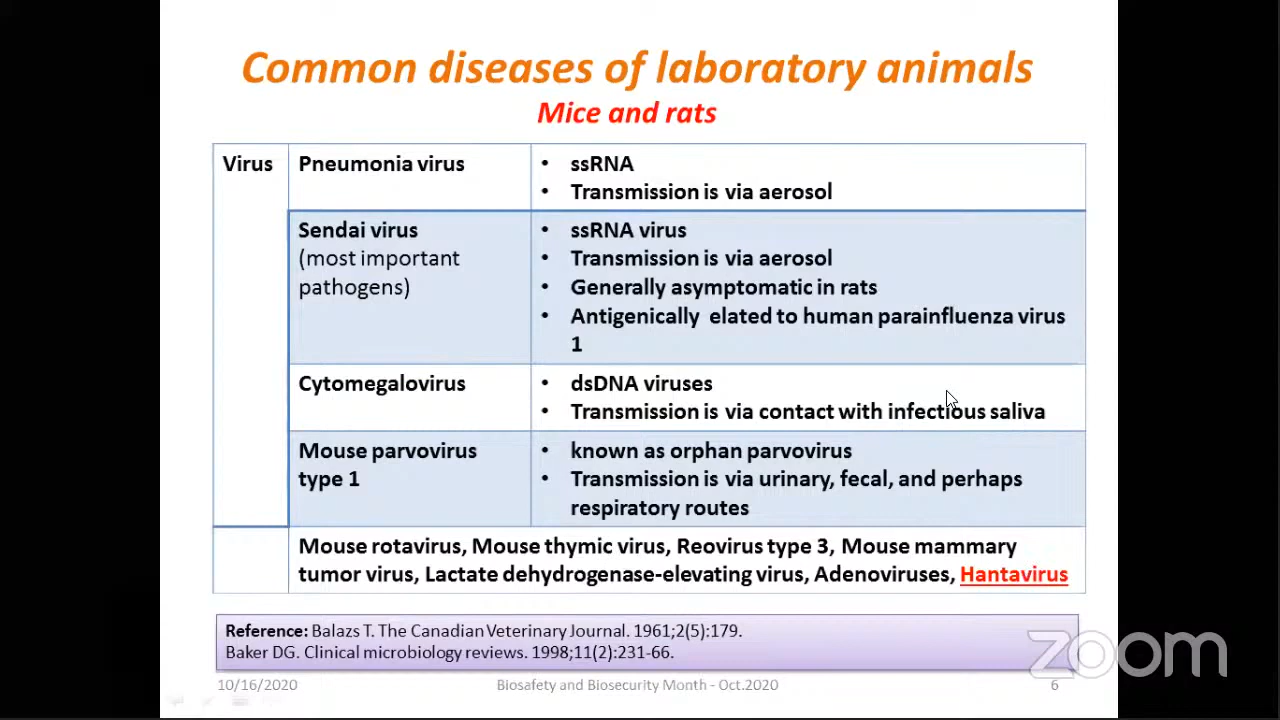 Common diseases of laboratory animals
Mice and rats
Virus
Pneumonia virus
• ssRNA
• Transmission is via aerosol
Sendai virus
(most important
pathogens)
• ssRNA virus
• Transmission is via aerosol
• Generally asymptomatic in rats
• Antigenically elated to human parainfluenza virus
1
Cytomegalovirus
• dsDNA viruses
• Transmission is via contact with infectious saliva
Mouse parvovirus
type 1
• known as orphan parvovirus
• Transmission is via urinary, fecal, and perhaps
respiratory routes
Mouse rotavirus, Mouse thymic virus, Reovirus type 3, Mouse mammary
tumor virus, Lactate dehydrogenase-elevating virus, Adenoviruses, Hantavirus
Reference: Balazs T. The Canadian Veterinary Journal. 1961;2(5):179.
Baker DG. Clinical microbiology reviews. 1998;11(2):231-66.
zoom
10/16/2020
Biosafety and Biosecurity Month - Oct.2020
6